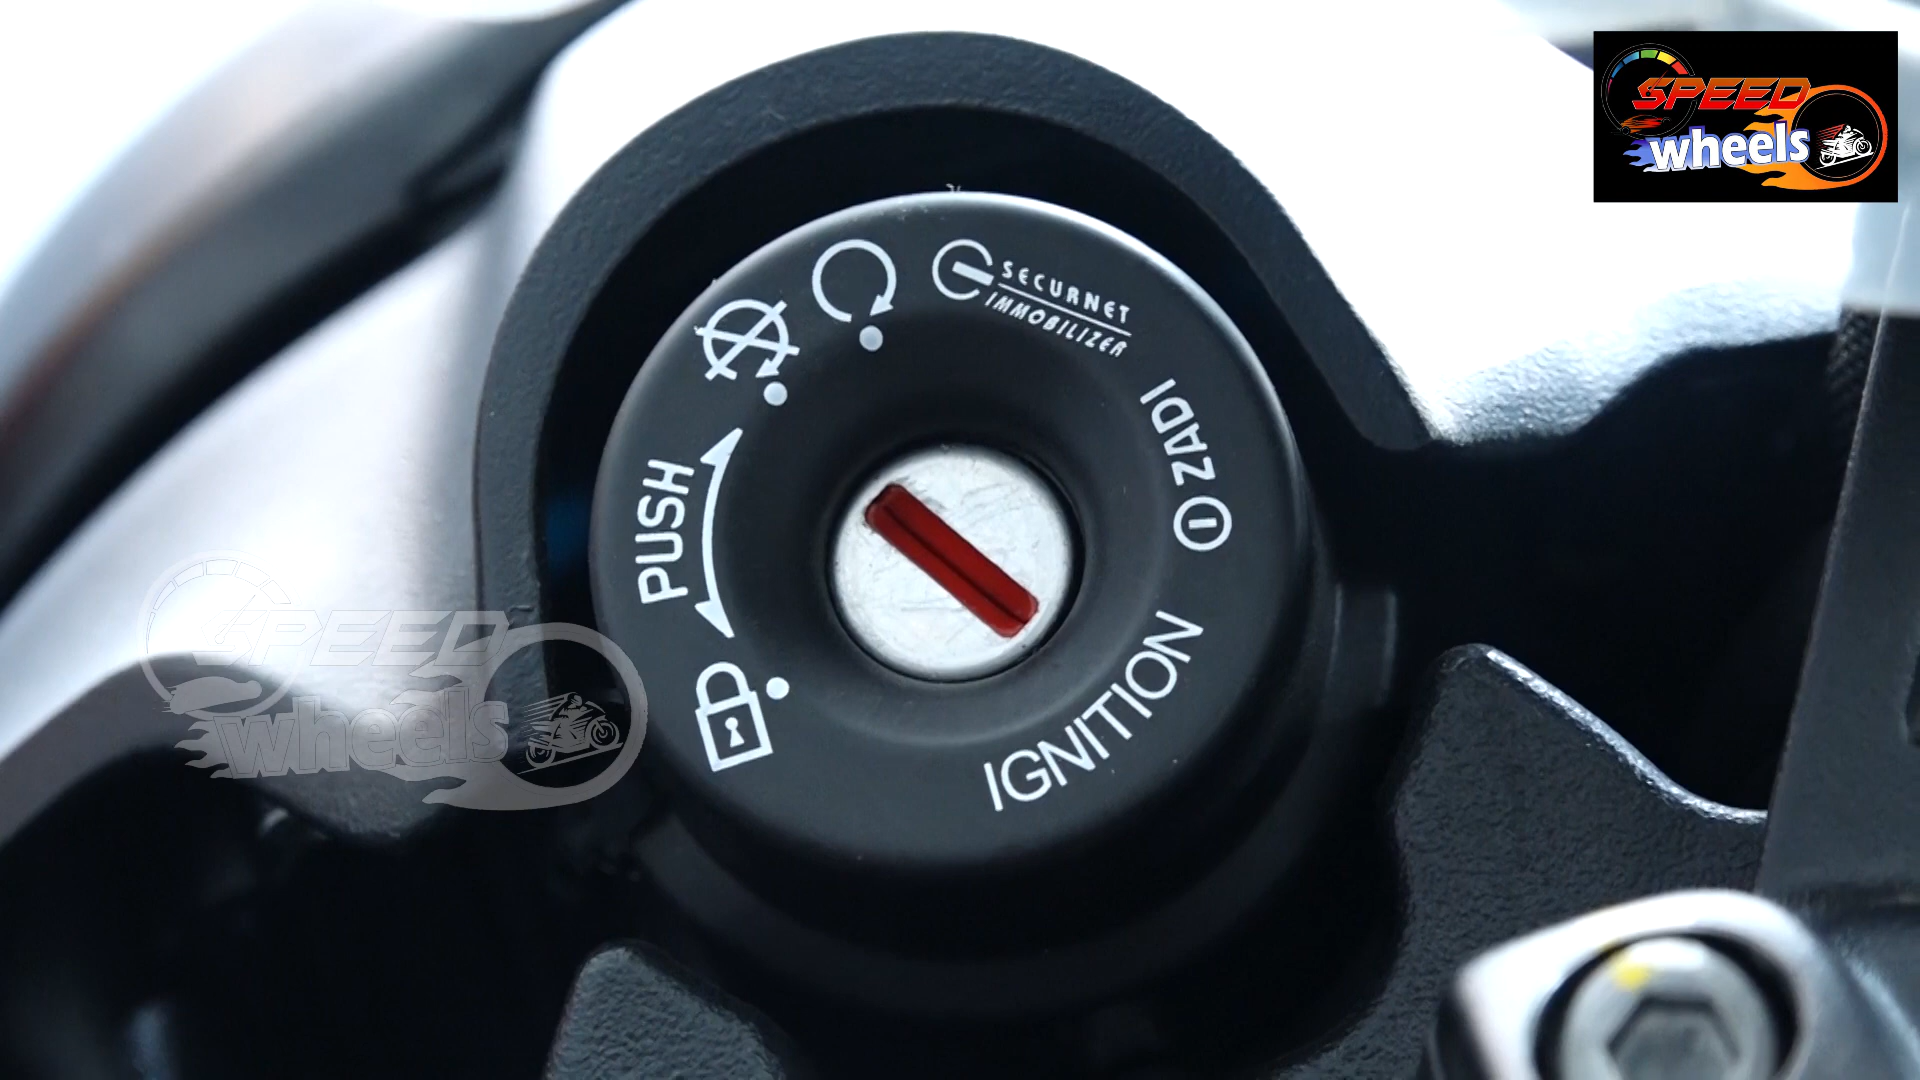 SPEED
wheels
SECURNET
IMMOBILIZER
ZADI
PUSH
IGNITION
SPEED
wheels